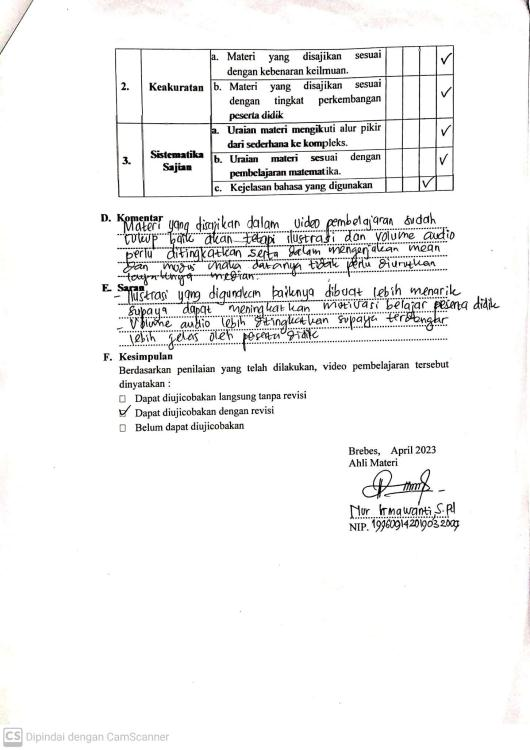 a. Materi yang disajikan sesuai
dengan kebenaran keilmuan.
2. Keakuratan
b. Materi yang disajikan sesuai
dengan tingkat perkembangan
peserta didik
a. Uraian materi mengikuti alur pikir
dari sederhana ke kompleks.
3. Sistematika
Sajian
b. Uraian materi sesuai dengan
pembelajaran matematika.
c. Kejelasan bahasa yang digunakan
D. Komentar
Materi yang disajikan dalam video pembelajaran sudah
cukup baik akan tetapi ilustrasi dan volume audio
perlu ditingkatkan serta dalam mengerjakan mean
dan modus maka datanya tidak perlu diurutkan
median.
E. Saran
- Ilustrasi yang digunakan baiknya dibuat lebih menarik
supaya dapat meningkatkan motivasi belajar peserta didik
- Volume audio lebih ditingkatkan supaya terdengar
lebih jelas oleh peserta didik
F. Kesimpulan
Berdasarkan penilaian yang telah dilakukan, video pembelajaran tersebut
dinyatakan :
Dapat diujicobakan langsung tanpa revisi
Dapat diujicobakan dengan revisi
Belum dapat diujicobakan
Brebes, April 2023
Ahli Materi
Nur Irmawanti, S.Pd
NIP.
CS Dipindai dengan CamScanner